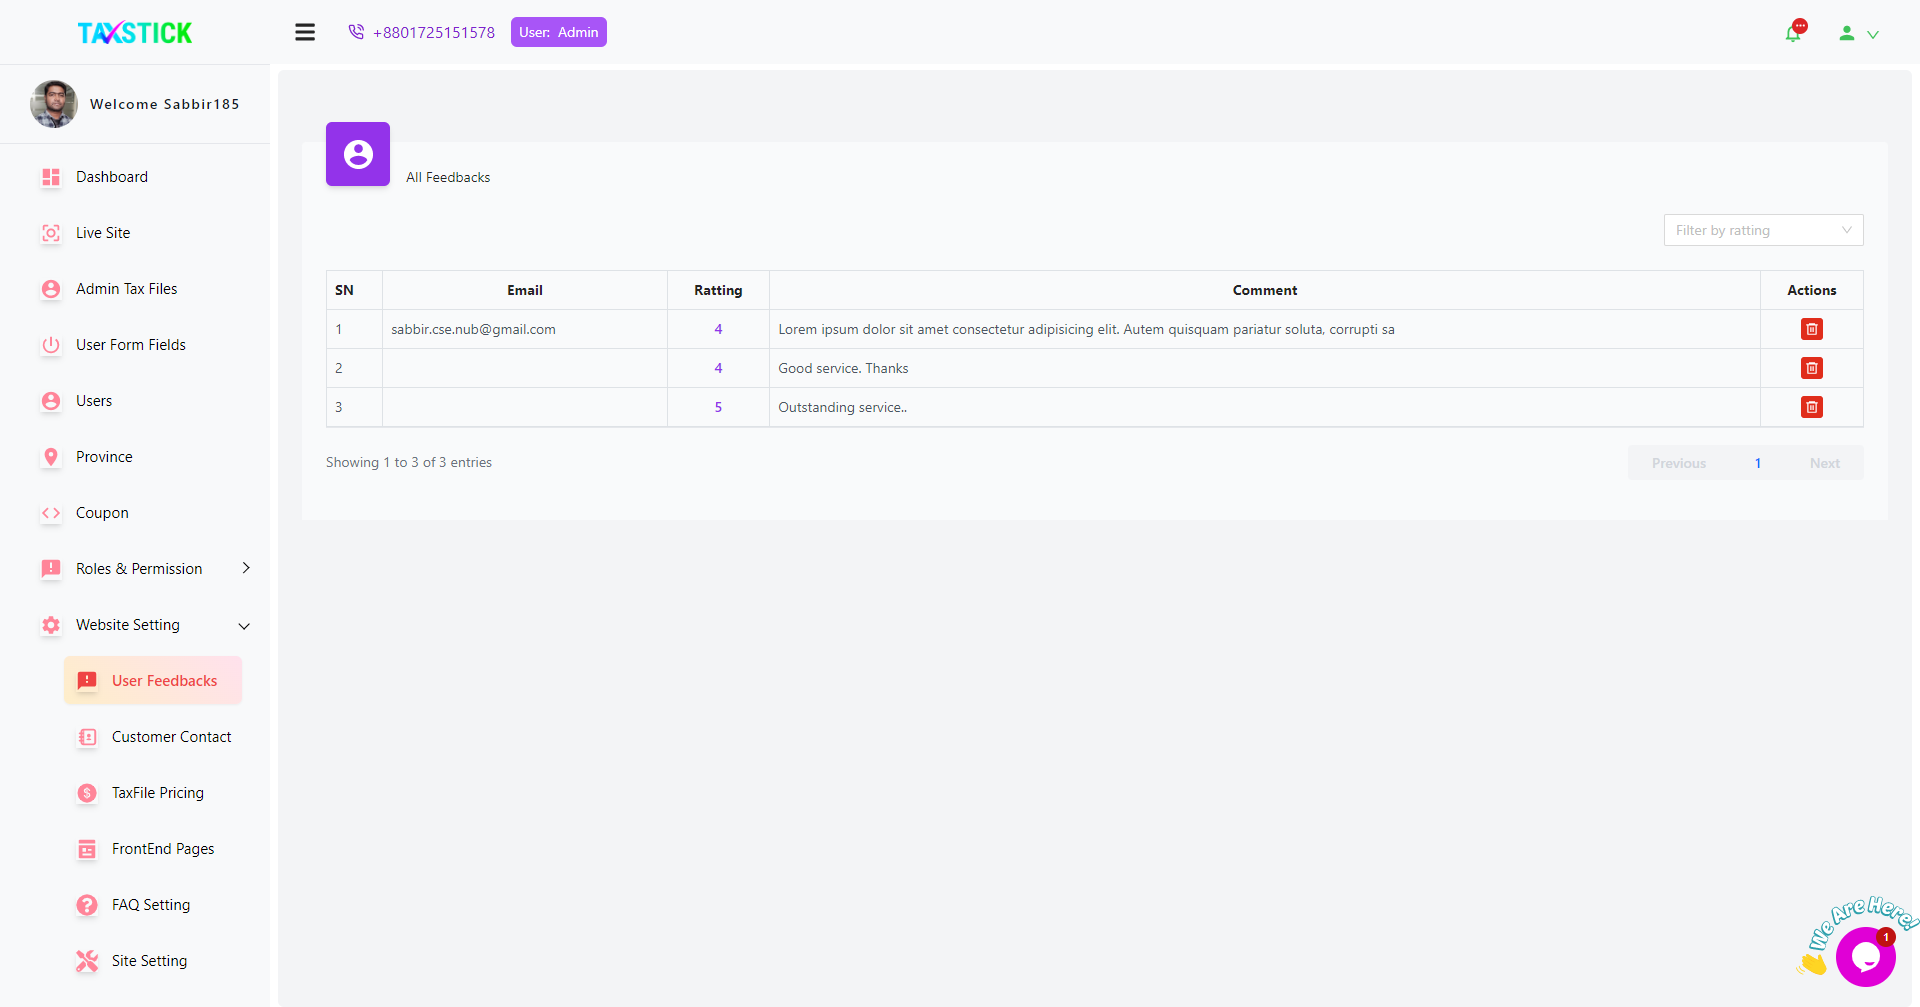 TAXSTICK
+8801725151578
User: Admin
Welcome Sabbir185
Dashboard
Live Site
Admin Tax Files
User Form Fields
Users
Province
Coupon
Roles & Permission
Website Setting
User Feedbacks
Customer Contact
TaxFile Pricing
FrontEnd Pages
FAQ Setting
Site Setting
All Feedbacks
Filter by ratting
SN Email Ratting Comment Actions
1 sabbir.cse.nub@gmail.com 4 Lorem ipsum dolor sit amet consectetur adipisicing elit. Autem quisquam pariatur soluta, corrupti sa
2 4 Good service. Thanks
3 5 Outstanding service..
Showing 1 to 3 of 3 entries
Previous 1 Next
We Are Here!
1